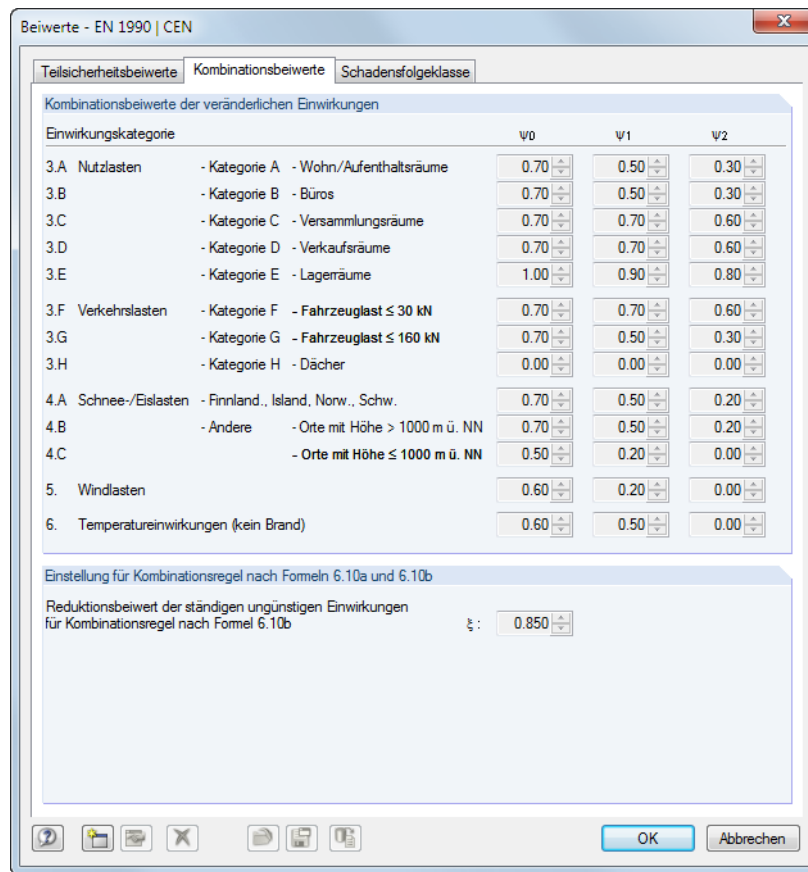 Beiwerte - EN 1990 | CEN
Teilsicherheitsbeiwerte Kombinationsbeiwerte Schadensfolgeklasse
Kombinationsbeiwerte der veränderlichen Einwirkungen
Einwirkungskategorie ψ0 ψ1 ψ2
3.A Nutzlasten - Kategorie A - Wohn/Aufenthaltsräume 0.70 0.50 0.30
3.B - Kategorie B - Büros 0.70 0.50 0.30
3.C - Kategorie C - Versammlungsräume 0.70 0.70 0.60
3.D - Kategorie D - Verkaufsräume 0.70 0.70 0.60
3.E - Kategorie E - Lagerräume 1.00 0.90 0.80
3.F Verkehrslasten - Kategorie F - Fahrzeuglast ≤ 30 kN 0.70 0.70 0.60
3.G - Kategorie G - Fahrzeuglast ≤ 160 kN 0.70 0.50 0.30
3.H - Kategorie H - Dächer 0.00 0.00 0.00
4.A Schnee-/Eislasten - Finnland., Island, Norw., Schw. 0.70 0.50 0.20
4.B - Andere - Orte mit Höhe > 1000 m ü. NN 0.70 0.50 0.20
4.C - Orte mit Höhe ≤ 1000 m ü. NN 0.50 0.20 0.00
5. Windlasten 0.60 0.20 0.00
6. Temperatureinwirkungen (kein Brand) 0.60 0.50 0.00
Einstellung für Kombinationsregel nach Formeln 6.10a und 6.10b
Reduktionsbeiwert der ständigen ungünstigen Einwirkungen
für Kombinationsregel nach Formel 6.10b ξ : 0.850
OK Abbrechen